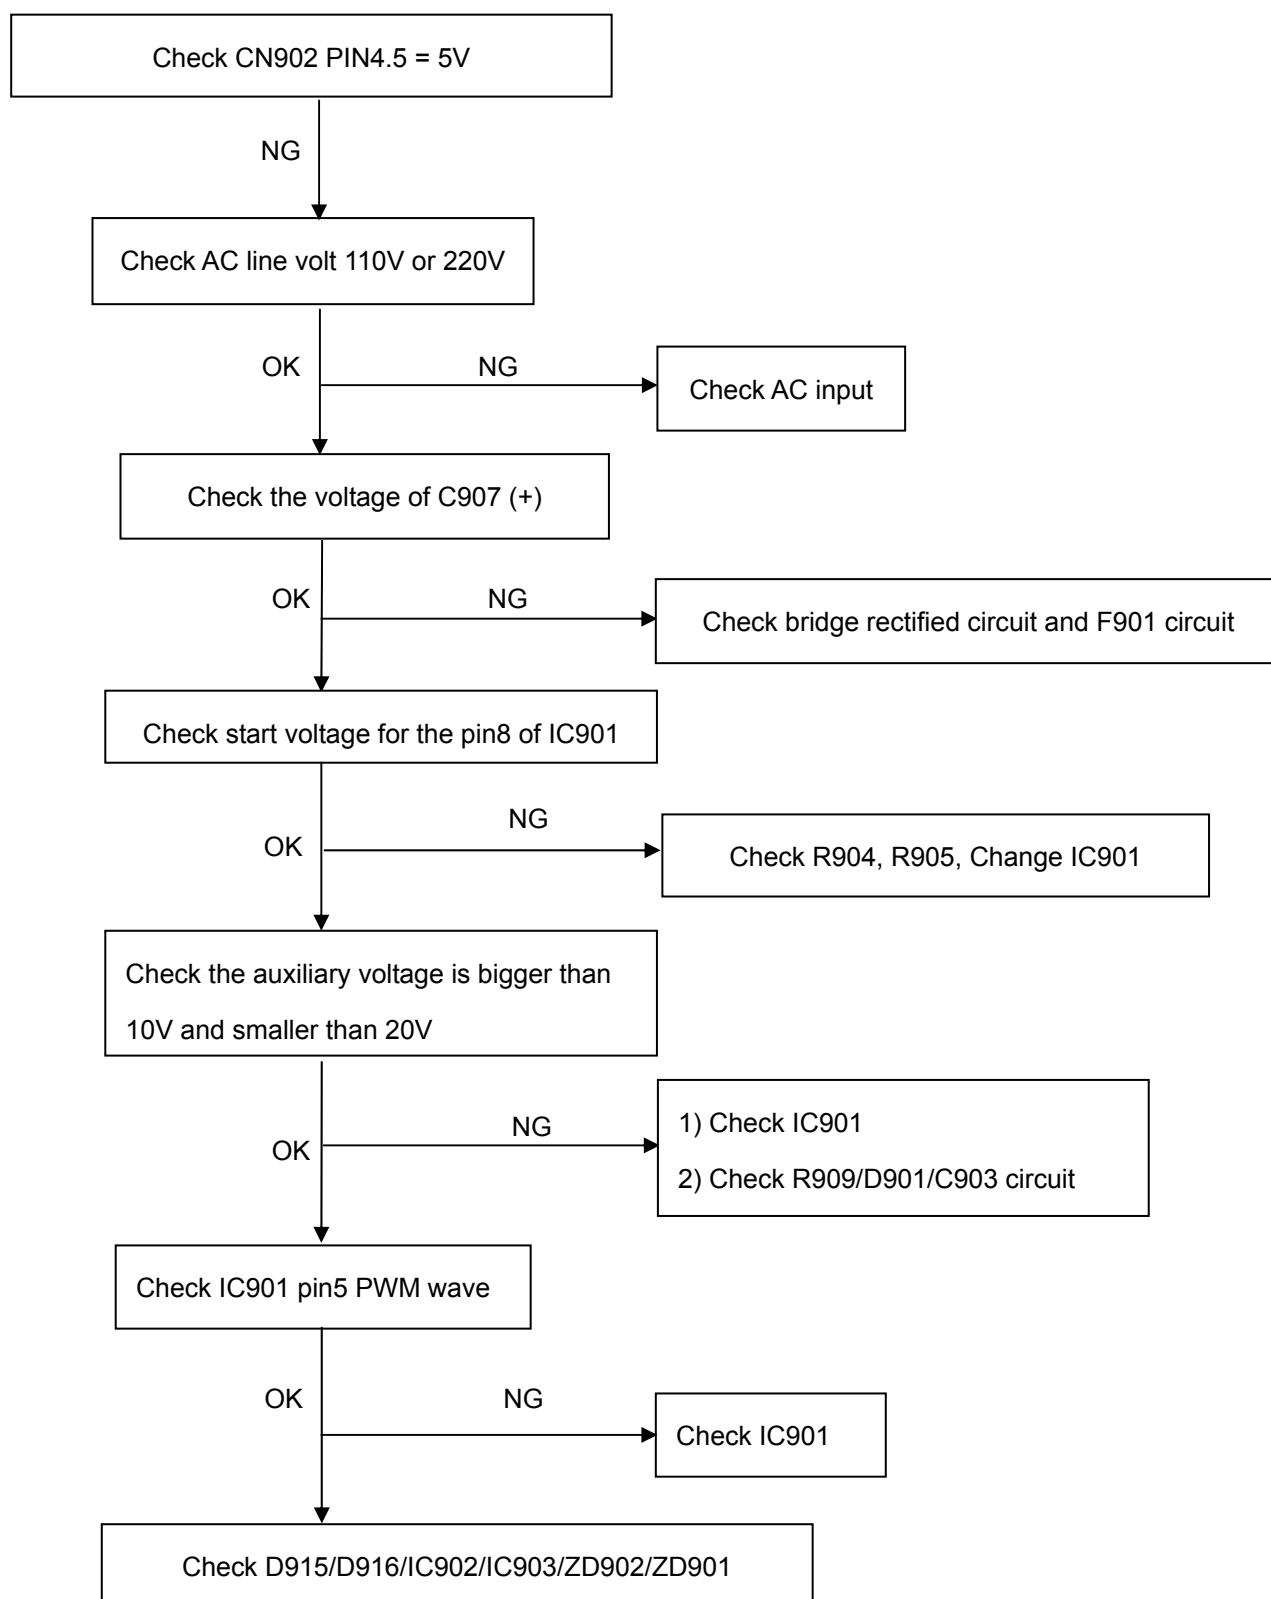 Check CN902 PIN4.5 = 5V
NG
Check AC line volt 110V or 220V
OK
NG
Check AC input
Check the voltage of C907 (+)
OK
NG
Check bridge rectified circuit and F901 circuit
Check start voltage for the pin8 of IC901
NG
OK
Check R904, R905, Change IC901
Check the auxiliary voltage is bigger than
10V and smaller than 20V
NG
OK
1) Check IC901
2) Check R909/D901/C903 circuit
Check IC901 pin5 PWM wave
OK
NG
Check IC901
Check D915/D916/IC902/IC903/ZD902/ZD901